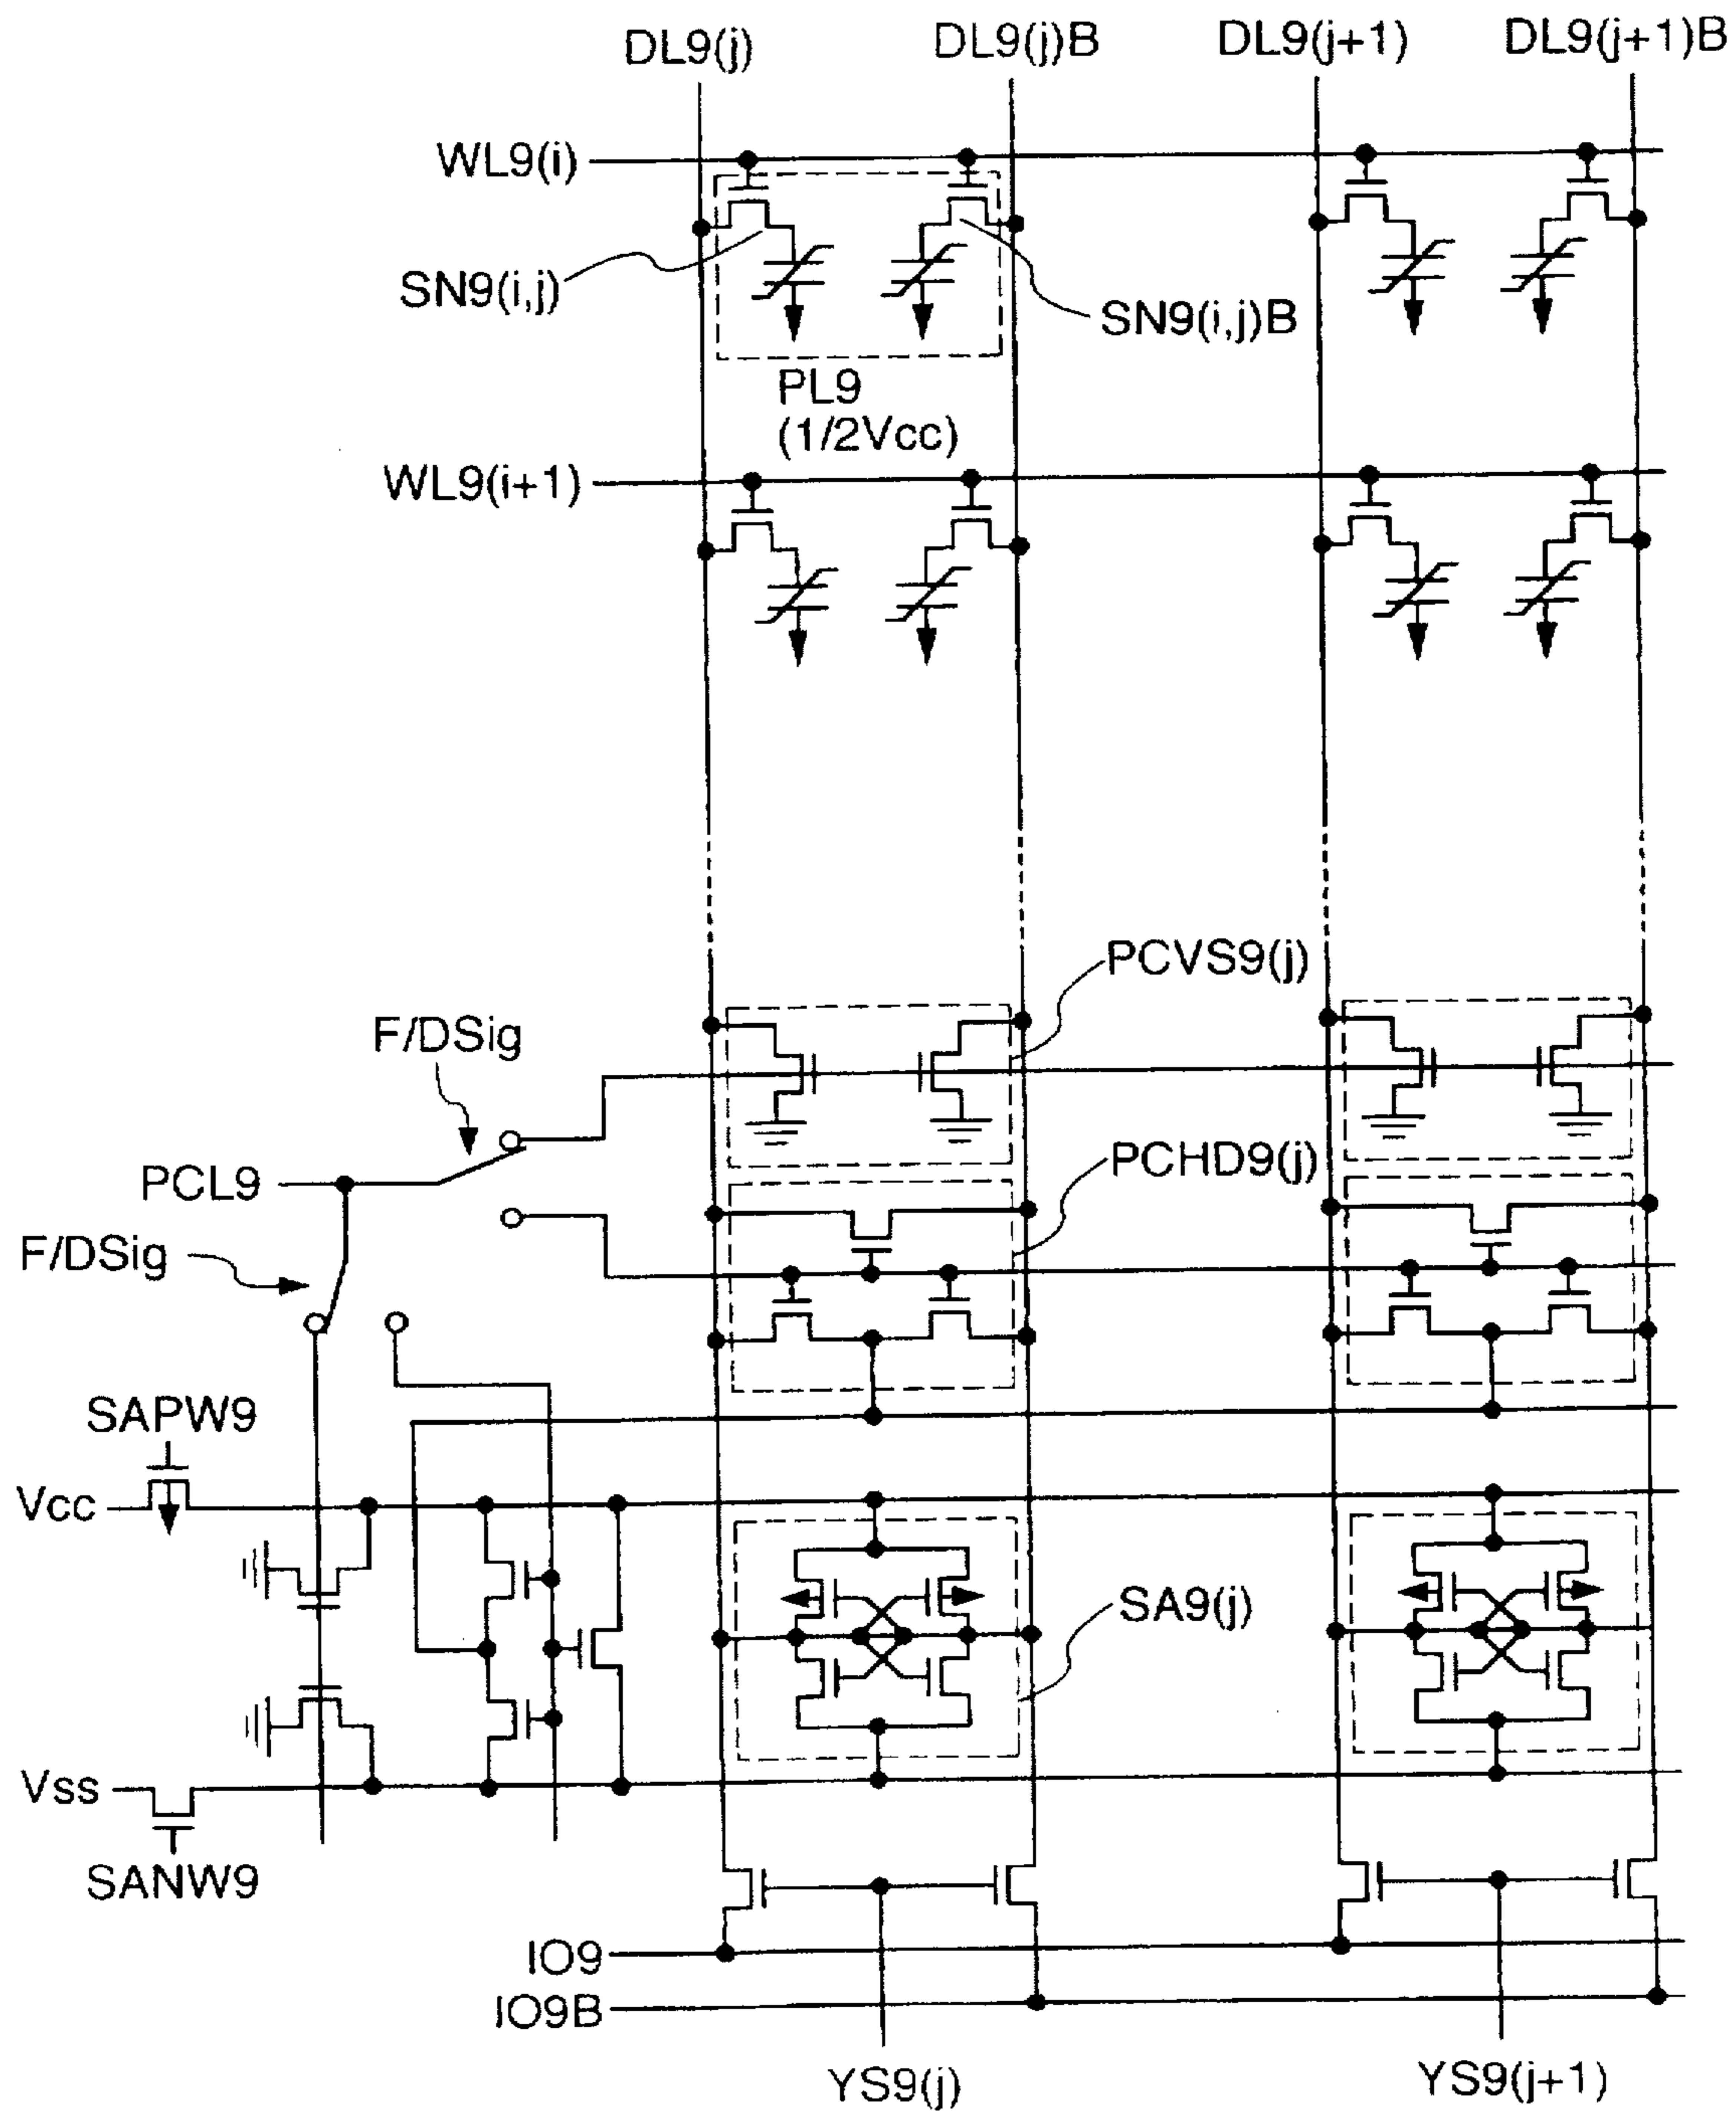 DL9(j)
DL9(j)B
DL9(j+1)
DL9(j+1)B
WL9(i)
SN9(i,j)
SN9(i,j)B
PL9
(1/2Vcc)
WL9(i+1)
PCVS9(j)
F/DSig
PCL9
PCHD9(j)
F/DSig
SAPW9
Vcc
SA9(j)
Vss
SANW9
IO9
IO9B
YS9(j)
YS9(j+1)